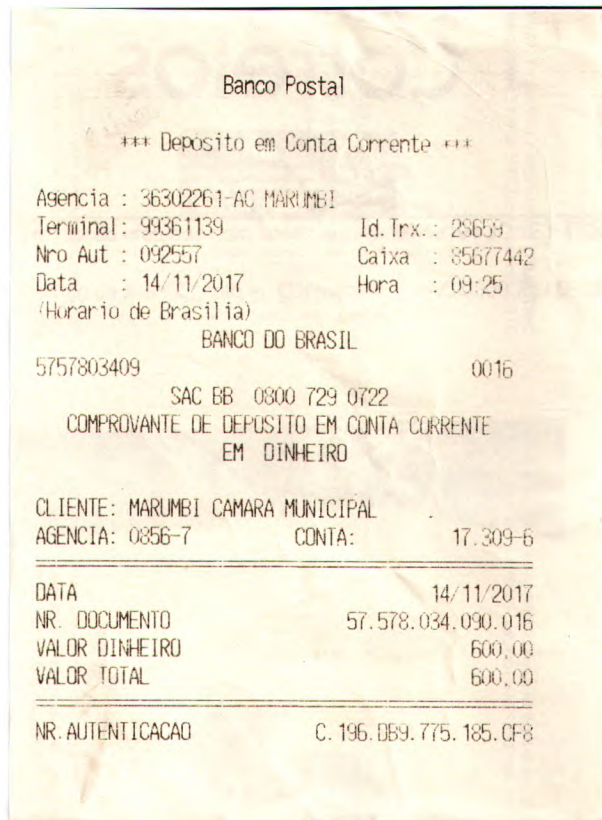 Banco Postal
*** Deposito em Conta Corrente ***
Agencia : 36302261-AC MARUMBI
Terminal: 99361139 Id.Trx.: 23659
Nro Aut : 092557 Caixa : 85677442
Data : 14/11/2017 Hora : 09:25
(Horario de Brasilia)
BANCO DO BRASIL
5757803409 0016
SAC BB 0800 729 0722
COMPROVANTE DE DEPOSITO EM CONTA CORRENTE
EM DINHEIRO
CLIENTE: MARUMBI CAMARA MUNICIPAL
AGENCIA: 0856-7 CONTA: 17.309-6
DATA 14/11/2017
NR. DOCUMENTO 57.578.034.090.016
VALOR DINHEIRO 600,00
VALOR TOTAL 600,00
NR.AUTENTICACAO C.196.DB9.775.185.CF8